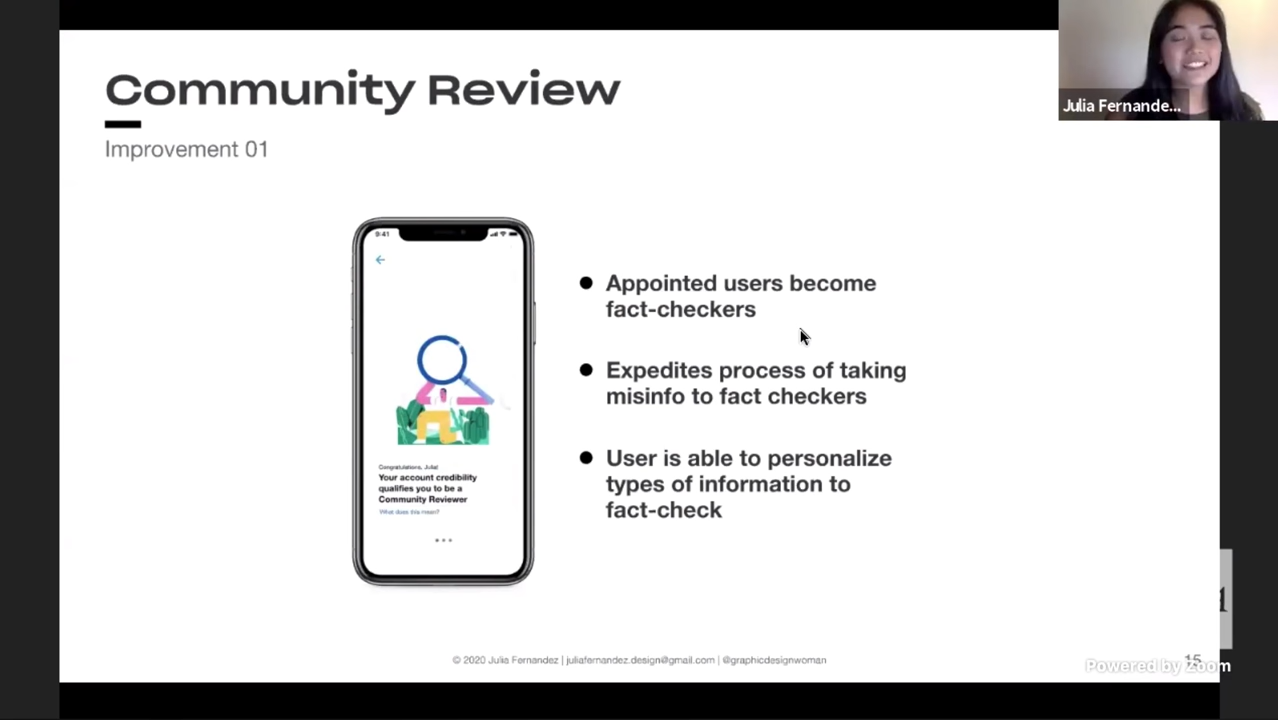 Community Review
Improvement 01
Julia Fernande...
9:41
Congratulations, Julia!
Your account credibility
qualifies you to be a
Community Reviewer
What does this mean?
Appointed users become
fact-checkers
Expedites process of taking
misinfo to fact checkers
User is able to personalize
types of information to
fact-check
© 2020 Julia Fernandez | juliafernandez.design@gmail.com | @graphicdesignwoman
15
Powered by Zoom